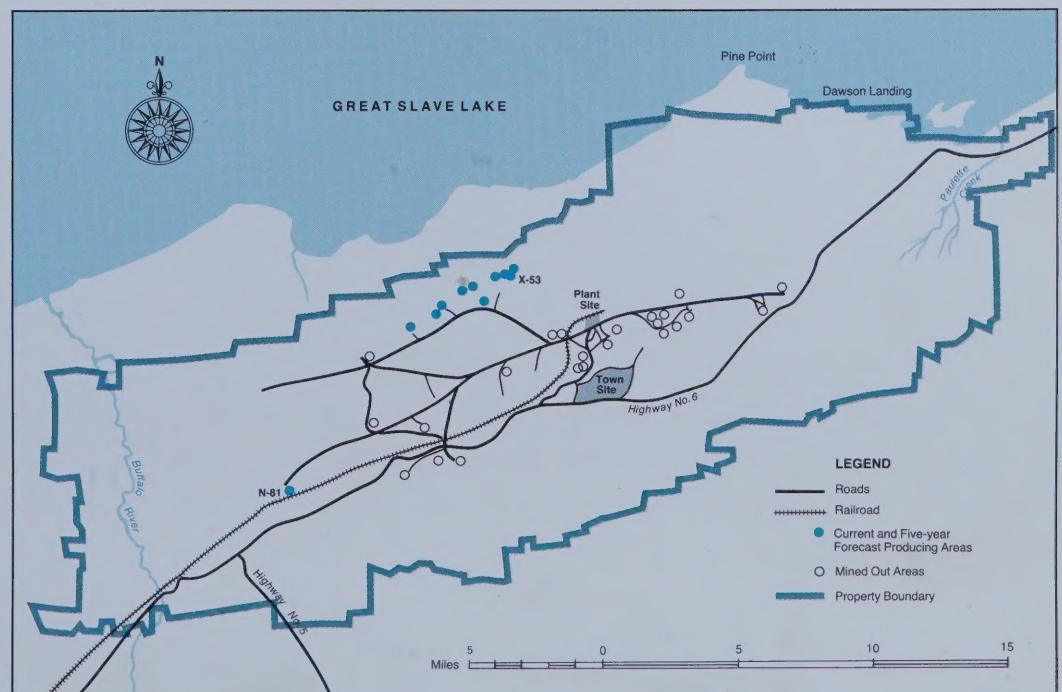 N
GREAT SLAVE LAKE
Pine Point
Dawson Landing
Paulette
Creek
X-53
Plant
Site
Town
Site
Highway No. 6
Buffalo
River
N-81
Highway No. 5
LEGEND
Roads
Railroad
Current and Five-year
Forecast Producing Areas
Mined Out Areas
Property Boundary
Miles
5 0 5 10 15